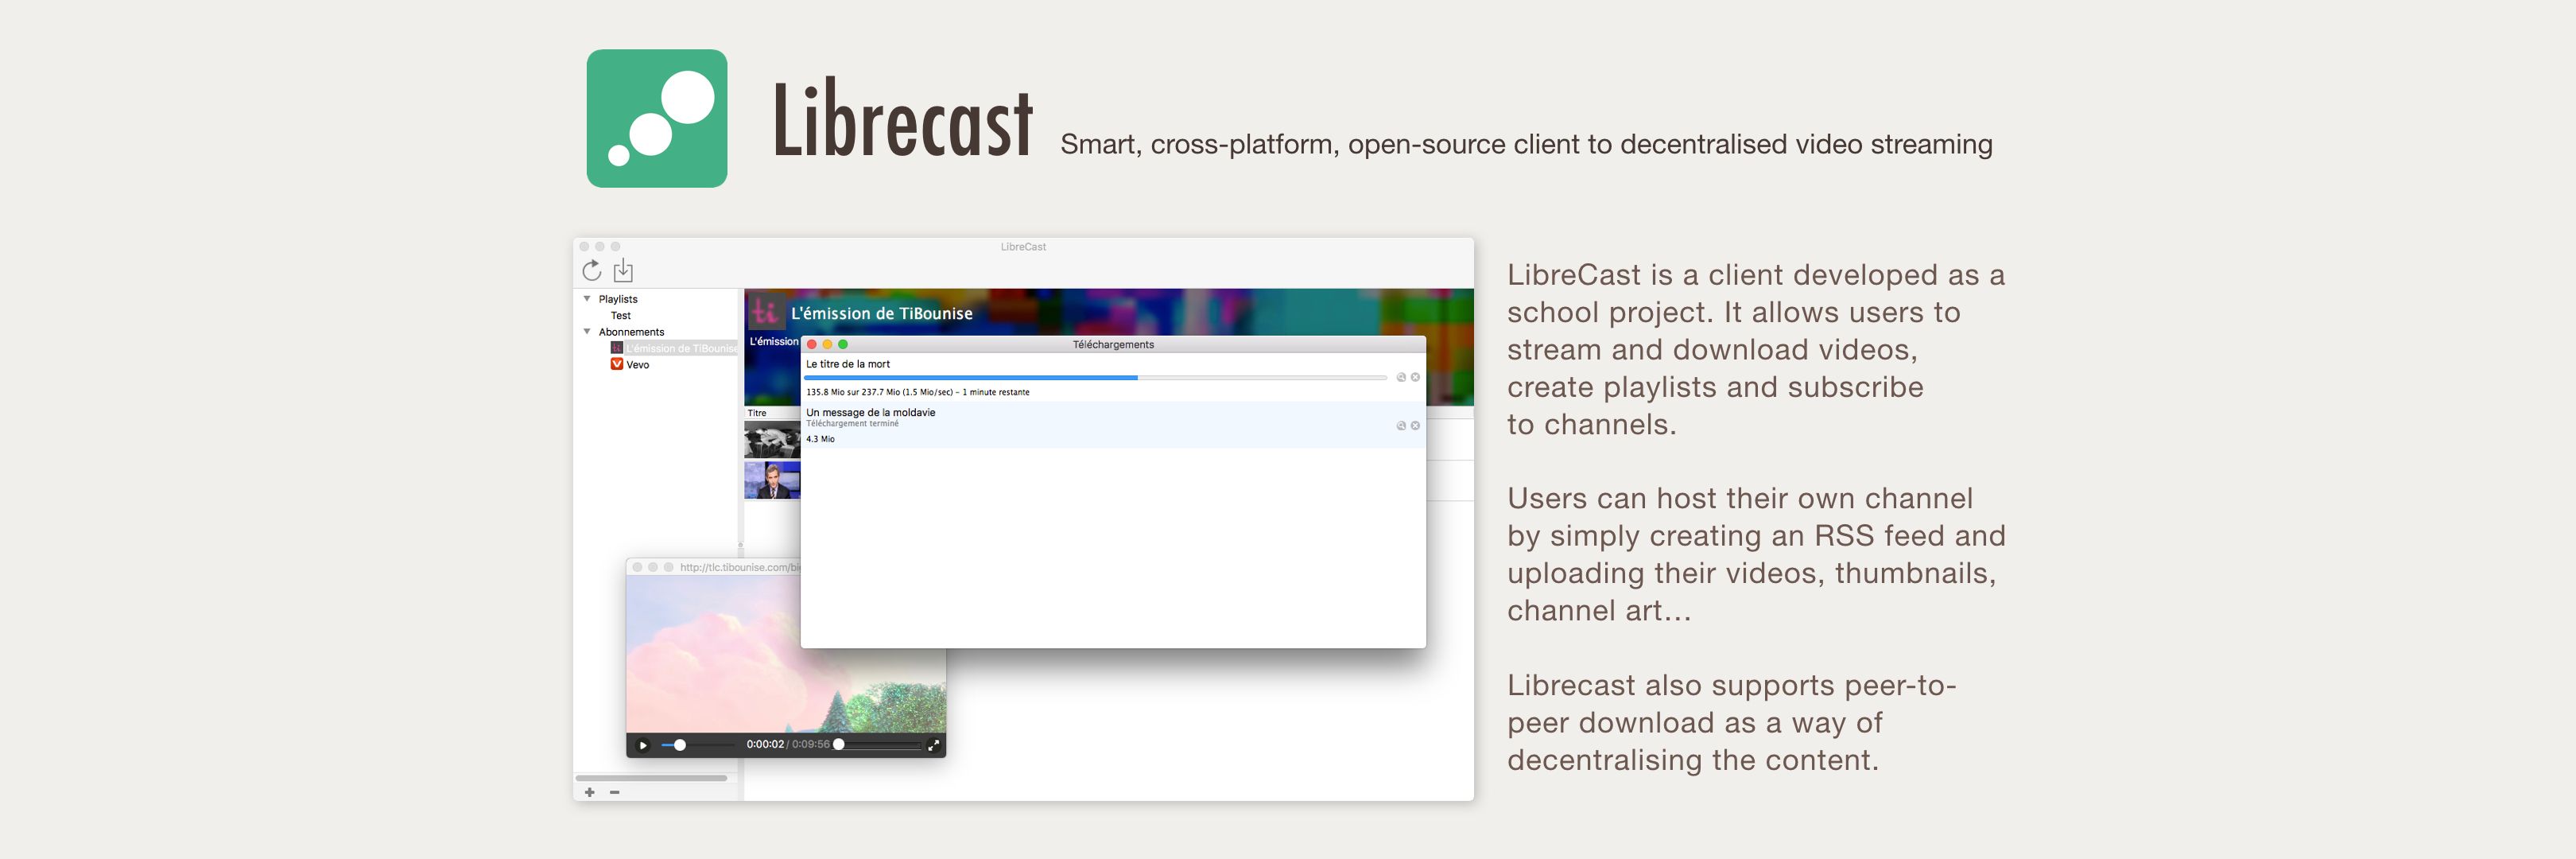 Librecast
Smart, cross-platform, open-source client to decentralised video streaming
LibreCast
Playlists
Test
Abonnements
L'émission de TiBounise
Vevo
ti L'émission de TiBounise
L'émission
Titre
Téléchargements
Le titre de la mort
135.8 Mio sur 237.7 Mio (1.5 Mio/sec) – 1 minute restante
Un message de la moldavie
Téléchargement terminé
4.3 Mio
http://tlc.tibounise.com/bi
0:00:02 / 0:09:56
LibreCast is a client developed as a
school project. It allows users to
stream and download videos,
create playlists and subscribe
to channels.
Users can host their own channel
by simply creating an RSS feed and
uploading their videos, thumbnails,
channel art…
Librecast also supports peer-to-
peer download as a way of
decentralising the content.